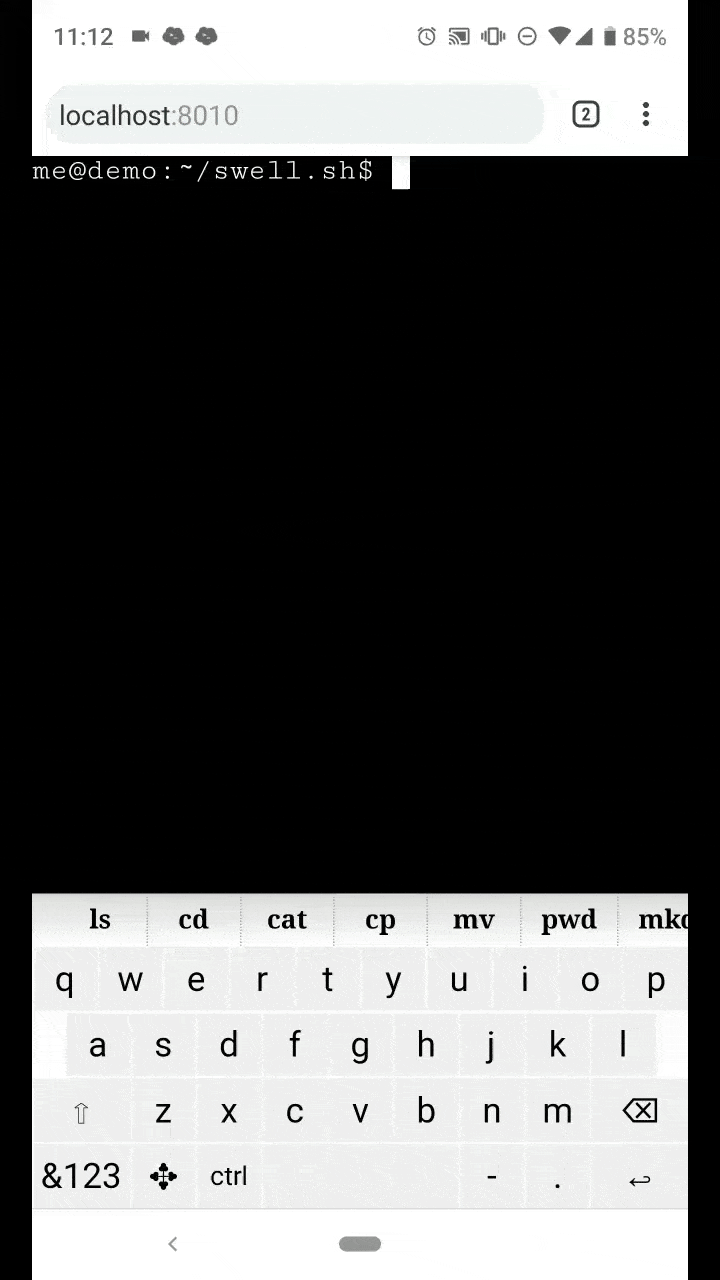 11:12 85%
localhost:8010 2
me@demo:~/swell.sh$
ls cd cat cp mv pwd
q w e r t y u i o p
a s d f g h j k l
z x c v b n m
&123 ctrl - .